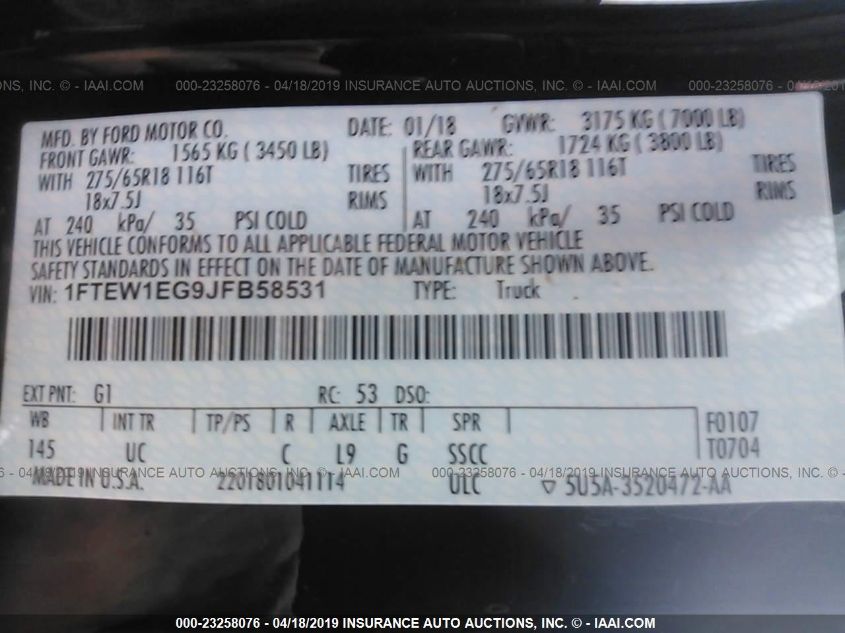 000-23258076 - 04/18/2019 INSURANCE AUTO AUCTIONS, INC. © - IAAI.COM
MFD. BY FORD MOTOR CO. DATE: 01/18 GVWR: 3175 KG ( 7000 LB)
FRONT GAWR: 1565 KG ( 3450 LB) REAR GAWR: 1724 KG ( 3800 LB)
WITH 275/65R18 116T TIRES WITH 275/65R18 116T TIRES
18x7.5J RIMS 18x7.5J RIMS
AT 240 kPa/ 35 PSI COLD AT 240 kPa/ 35 PSI COLD
THIS VEHICLE CONFORMS TO ALL APPLICABLE FEDERAL MOTOR VEHICLE
SAFETY STANDARDS IN EFFECT ON THE DATE OF MANUFACTURE SHOWN ABOVE.
VIN: 1FTEW1EG9JFB58531 TYPE: Truck
EXT PNT: G1 RC: 53 DSO:
WB INT TR TP/PS R AXLE TR SPR F0107
145 UC C L9 G SSCC T0704
000-23258076 - 04/18/2019 INSURANCE AUTO AUCTIONS, INC. © - IAAI.COM
MADE IN U.S.A. ULC ▽ 5U5A-3520472-AA
000-23258076 - 04/18/2019 INSURANCE AUTO AUCTIONS, INC. © - IAAI.COM